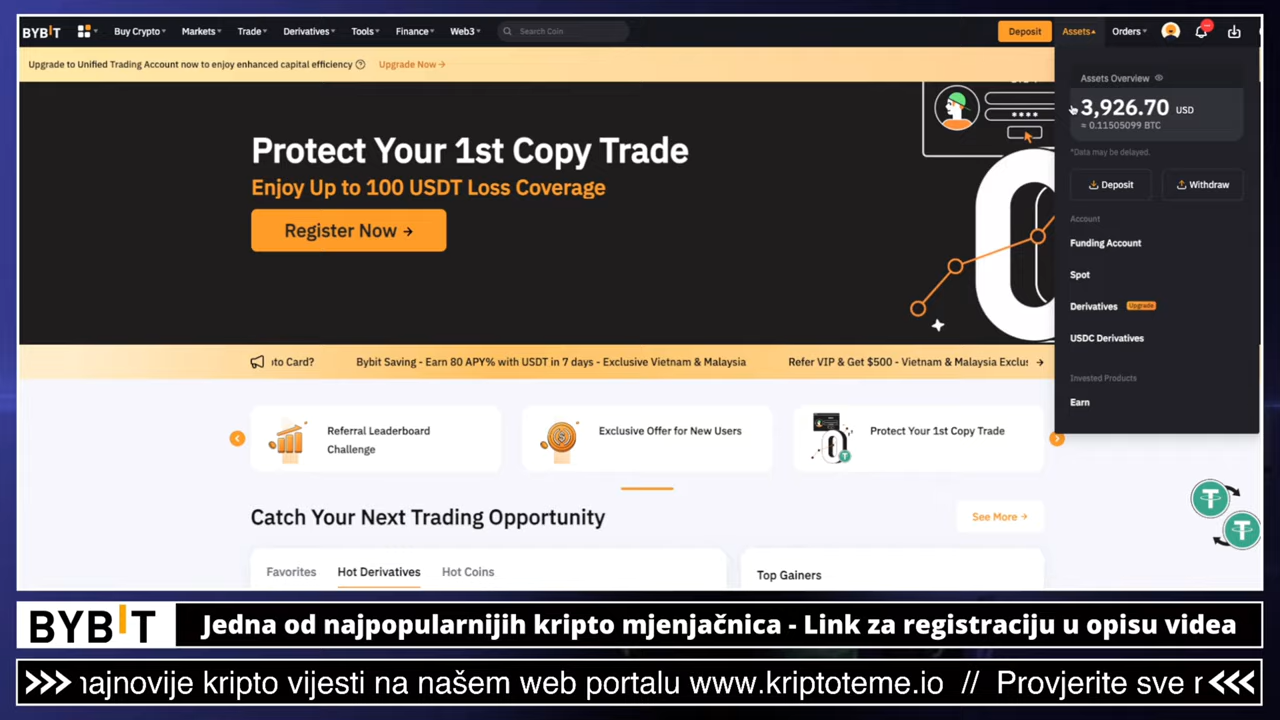 BYBIT
Buy Crypto
Markets
Trade
Derivatives
Tools
Finance
Web3
Search Coin
Deposit
Assets
Orders
Upgrade to Unified Trading Account now to enjoy enhanced capital efficiency
Upgrade Now →
Assets Overview
3,926.70 USD
≈ 0.11505099 BTC
*Data may be delayed.
Deposit
Withdraw
Account
Funding Account
Spot
Derivatives Upgrade
USDC Derivatives
Invested Products
Earn
Protect Your 1st Copy Trade
Enjoy Up to 100 USDT Loss Coverage
Register Now →
to Card?
Bybit Saving - Earn 80 APY% with USDT in 7 days - Exclusive Vietnam & Malaysia
Refer VIP & Get $500 - Vietnam & Malaysia Exclus →
Referral Leaderboard
Challenge
Exclusive Offer for New Users
Protect Your 1st Copy Trade
Catch Your Next Trading Opportunity
See More →
Favorites
Hot Derivatives
Hot Coins
Top Gainers
BYBIT
Jedna od najpopularnijih kripto mjenjačnica - Link za registraciju u opisu videa
najnovije kripto vijesti na našem web portalu www.kriptoteme.io // Provjerite sve